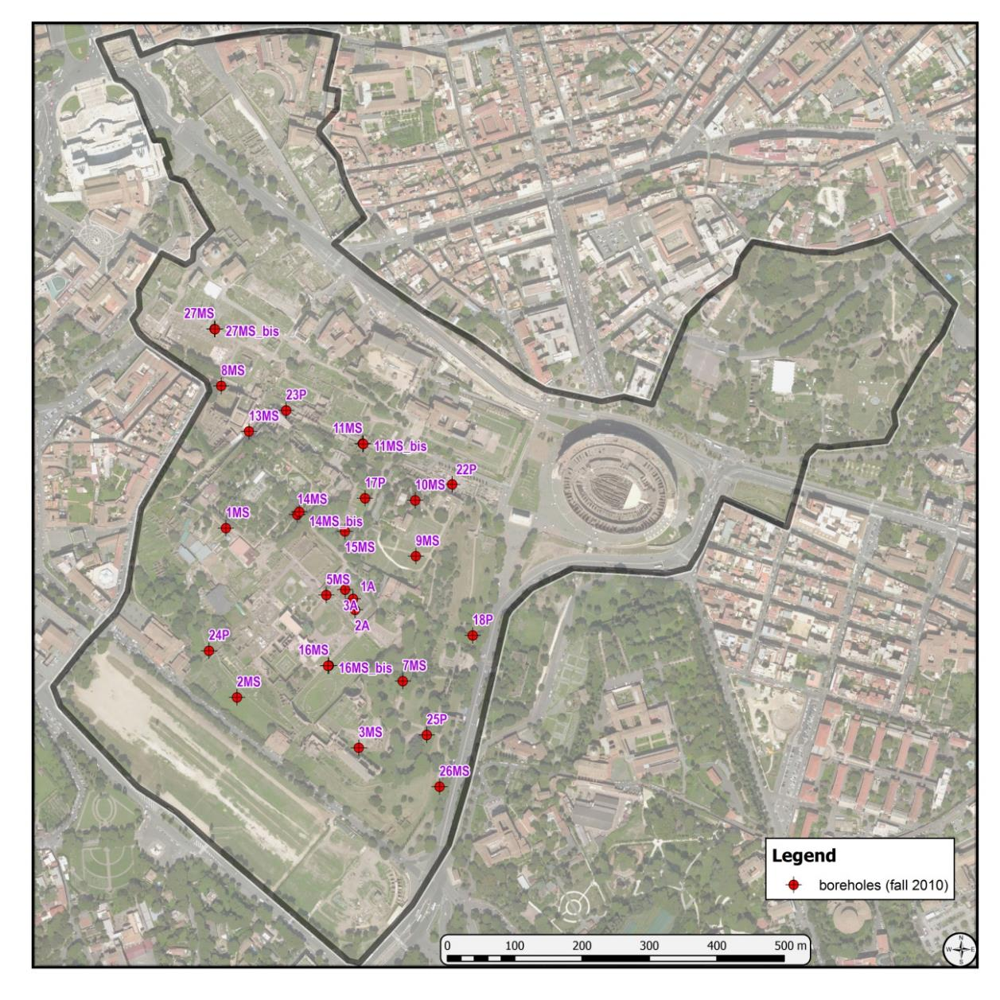 27MS
27MS_bis
8MS
23P
13MS
11MS
11MS_bis
22P
17P
10MS
14MS
1MS
14MS_bis
15MS
9MS
5MS
1A
3A
2A
18P
24P
16MS
16MS_bis
7MS
2MS
25P
3MS
26MS
Legend
boreholes (fall 2010)
0 100 200 300 400 500 m
N
W E
S